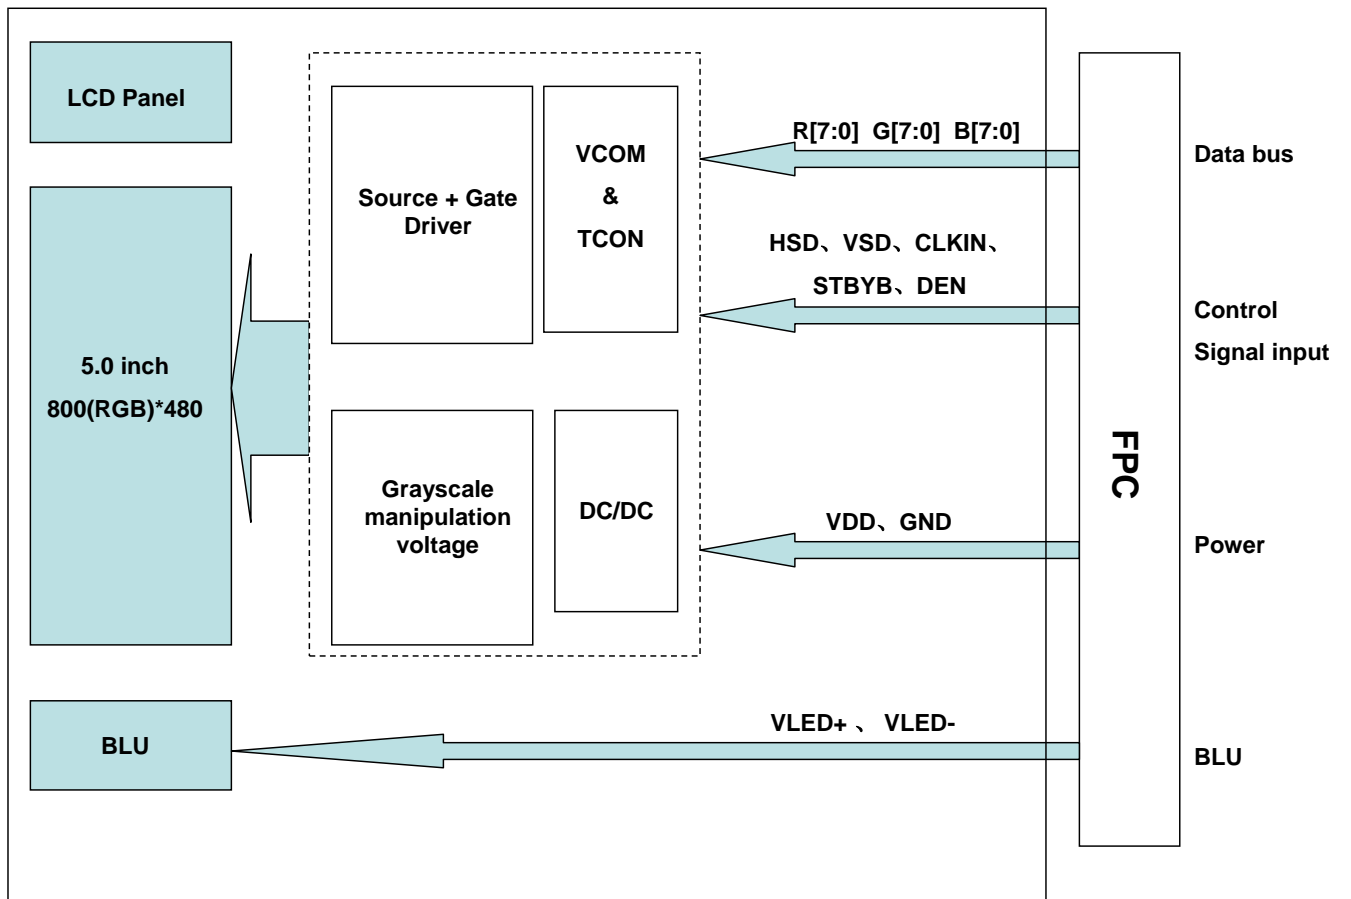 LCD Panel
5.0 inch
800(RGB)*480
BLU
Source + Gate
Driver
VCOM
&
TCON
Grayscale
manipulation
voltage
DC/DC
R[7:0] G[7:0] B[7:0]
HSD、VSD、CLKIN、
STBYB、DEN
VDD、GND
VLED+ 、 VLED-
FPC
Data bus
Control
Signal input
Power
BLU